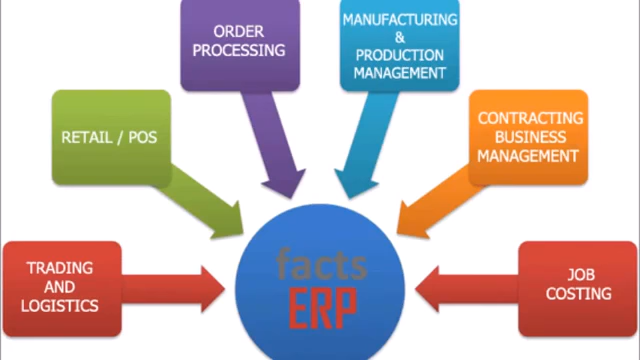 ORDER
PROCESSING
MANUFACTURING
&
PRODUCTION
MANAGEMENT
RETAIL / POS
CONTRACTING
BUSINESS
MANAGEMENT
TRADING
AND
LOGISTICS
facts
ERP
JOB
COSTING